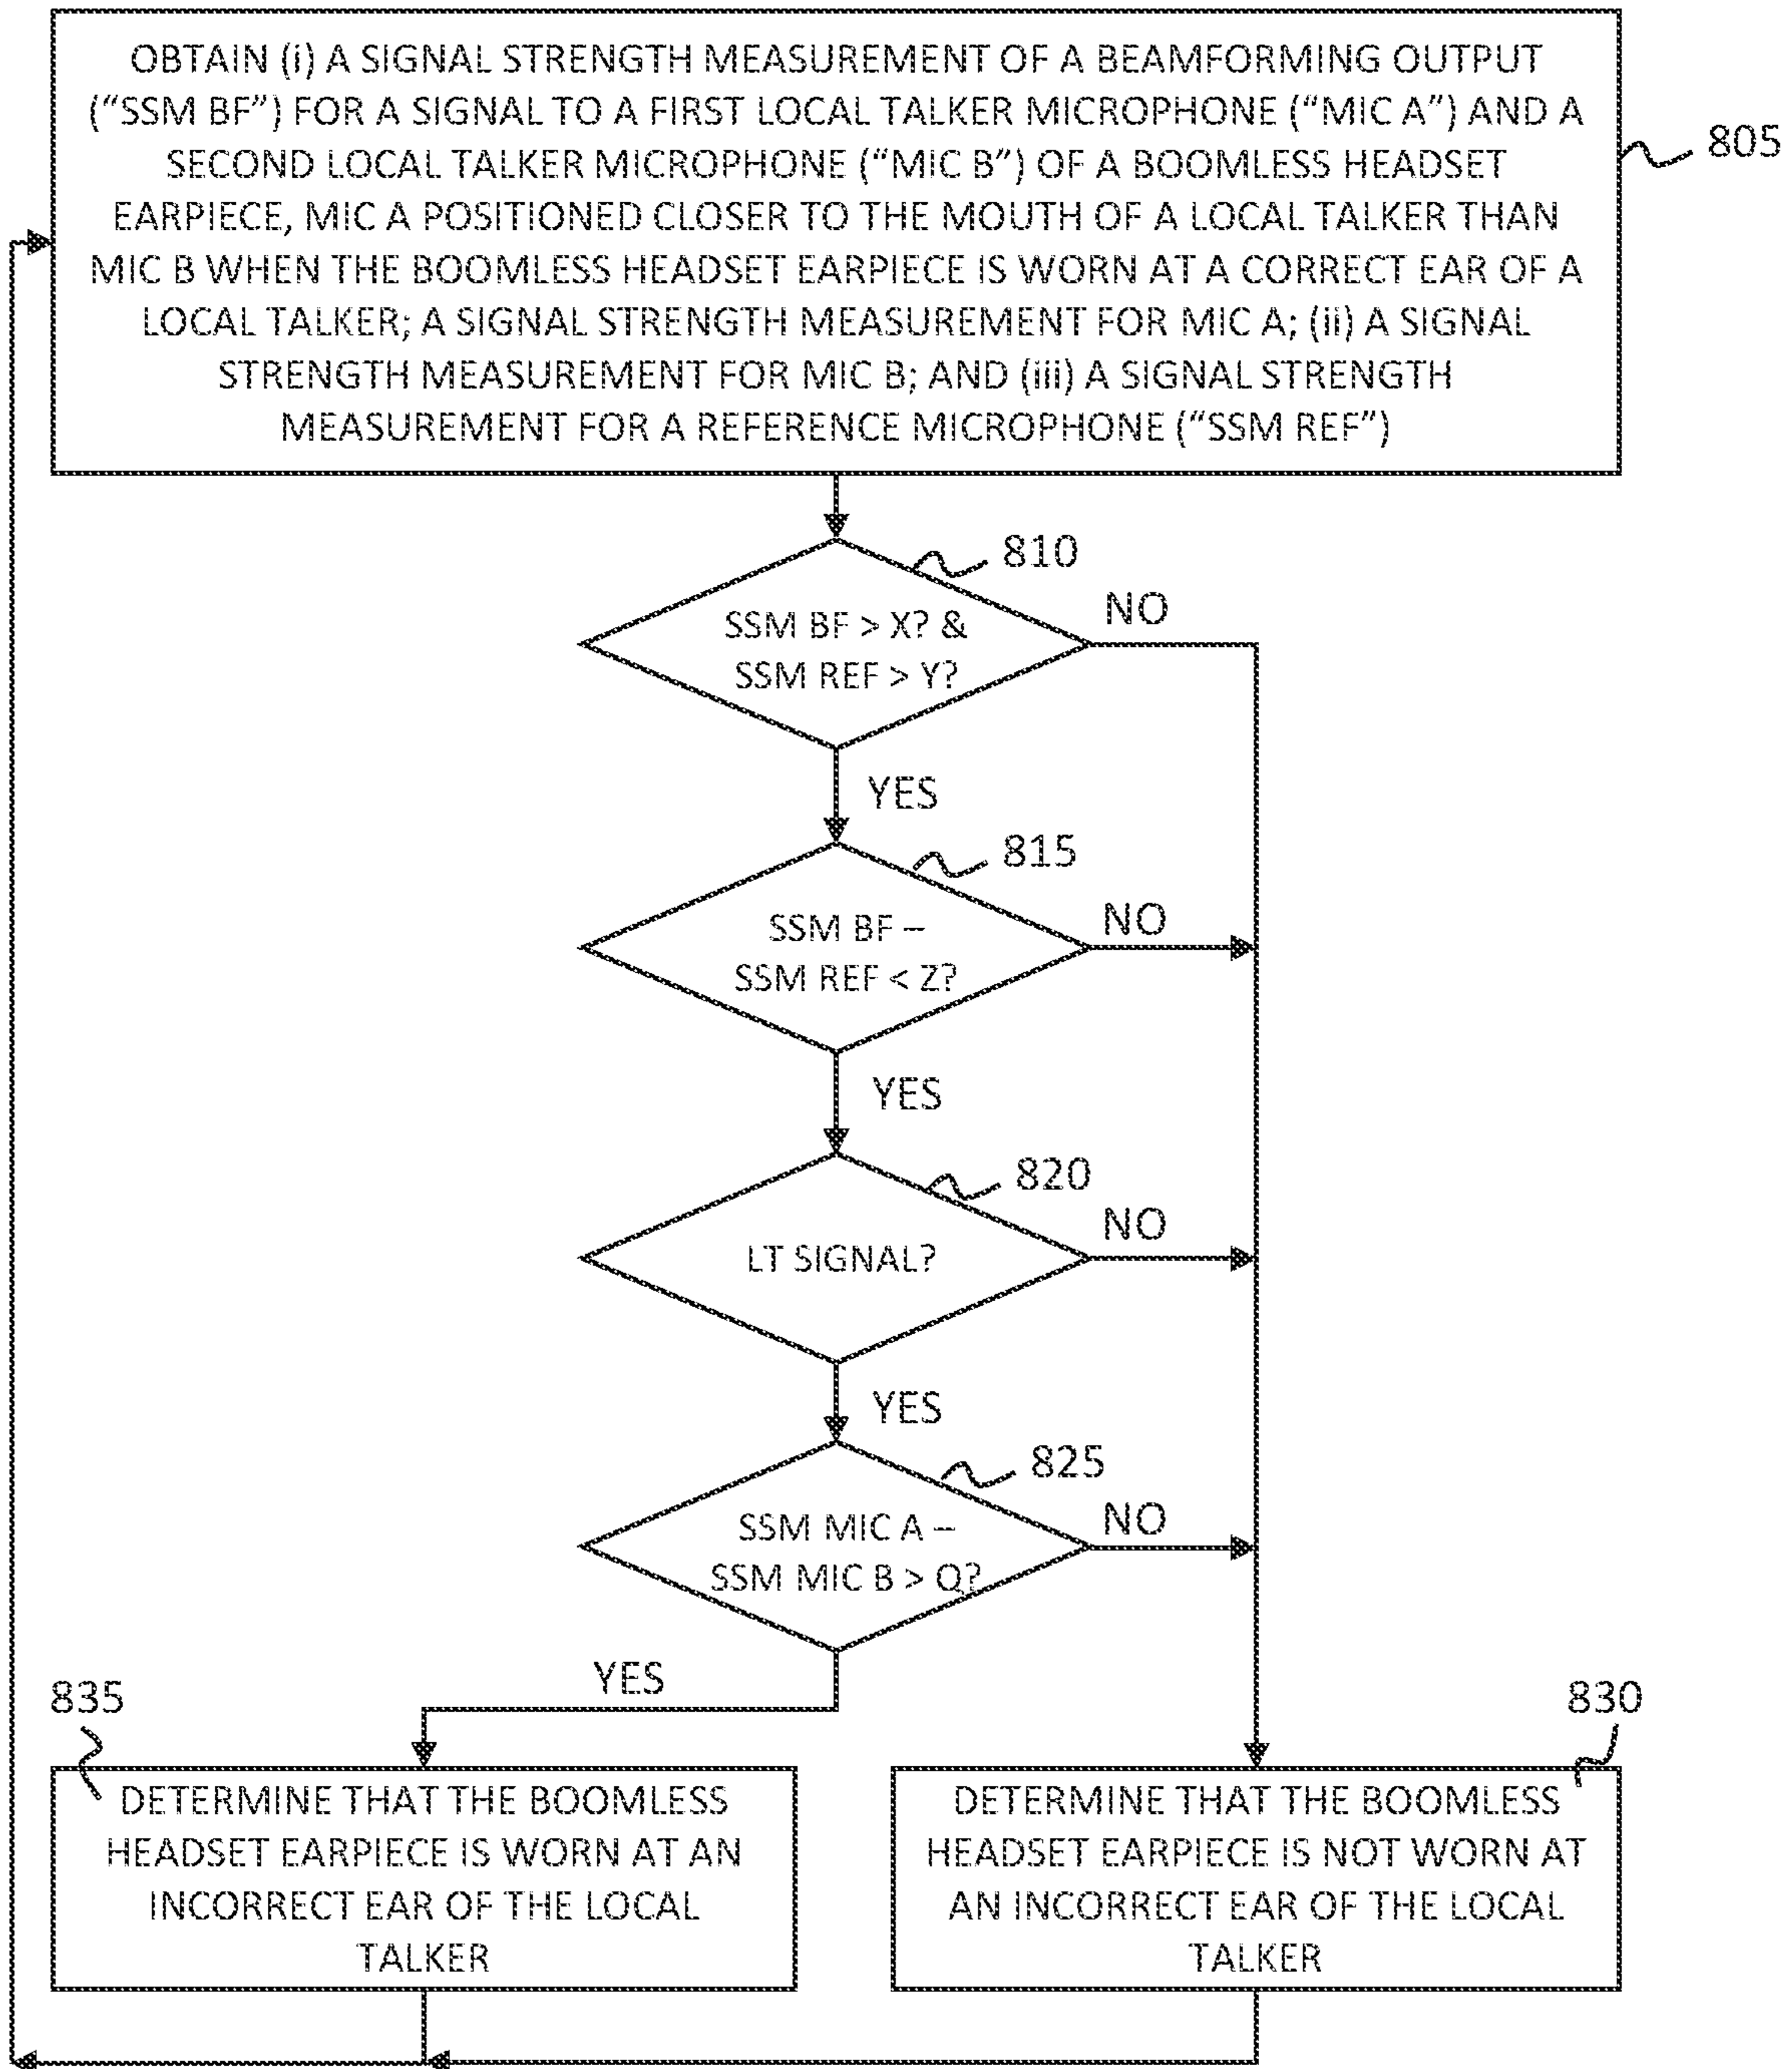 OBTAIN (i) A SIGNAL STRENGTH MEASUREMENT OF A BEAMFORMING OUTPUT
(“SSM BF”) FOR A SIGNAL TO A FIRST LOCAL TALKER MICROPHONE (“MIC A”) AND A
SECOND LOCAL TALKER MICROPHONE (“MIC B”) OF A BOOMLESS HEADSET
EARPIECE, MIC A POSITIONED CLOSER TO THE MOUTH OF A LOCAL TALKER THAN
MIC B WHEN THE BOOMLESS HEADSET EARPIECE IS WORN AT A CORRECT EAR OF A
LOCAL TALKER; A SIGNAL STRENGTH MEASUREMENT FOR MIC A; (ii) A SIGNAL
STRENGTH MEASUREMENT FOR MIC B; AND (iii) A SIGNAL STRENGTH
MEASUREMENT FOR A REFERENCE MICROPHONE (“SSM REF”)
805
810
SSM BF > X? &
SSM REF > Y?
NO
YES
815
SSM BF –
SSM REF < Z?
NO
YES
820
LT SIGNAL?
NO
YES
825
SSM MIC A –
SSM MIC B > Q?
NO
YES
835
DETERMINE THAT THE BOOMLESS
HEADSET EARPIECE IS WORN AT AN
INCORRECT EAR OF THE LOCAL
TALKER
830
DETERMINE THAT THE BOOMLESS
HEADSET EARPIECE IS NOT WORN AT
AN INCORRECT EAR OF THE LOCAL
TALKER